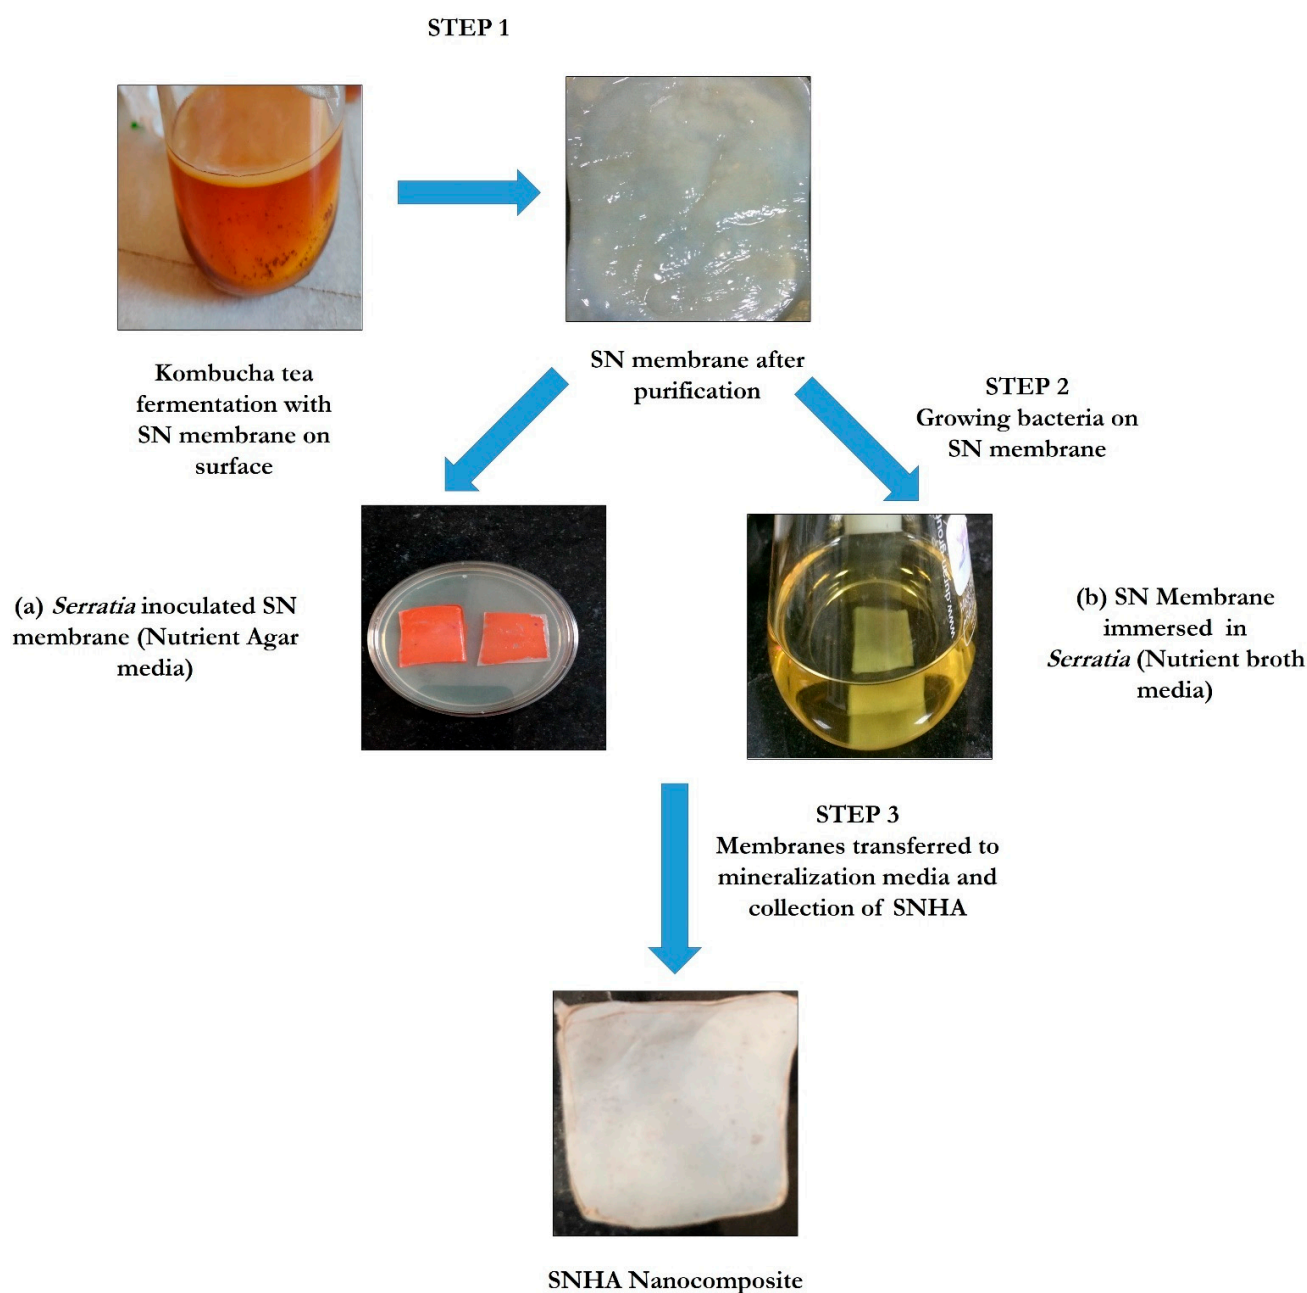 STEP 1
Kombucha tea
fermentation with
SN membrane on
surface
SN membrane after
purification
STEP 2
Growing bacteria on
SN membrane
(a) Serratia inoculated SN
membrane (Nutrient Agar
media)
(b) SN Membrane
immersed in
Serratia (Nutrient broth
media)
STEP 3
Membranes transferred to
mineralization media and
collection of SNHA
SNHA Nanocomposite